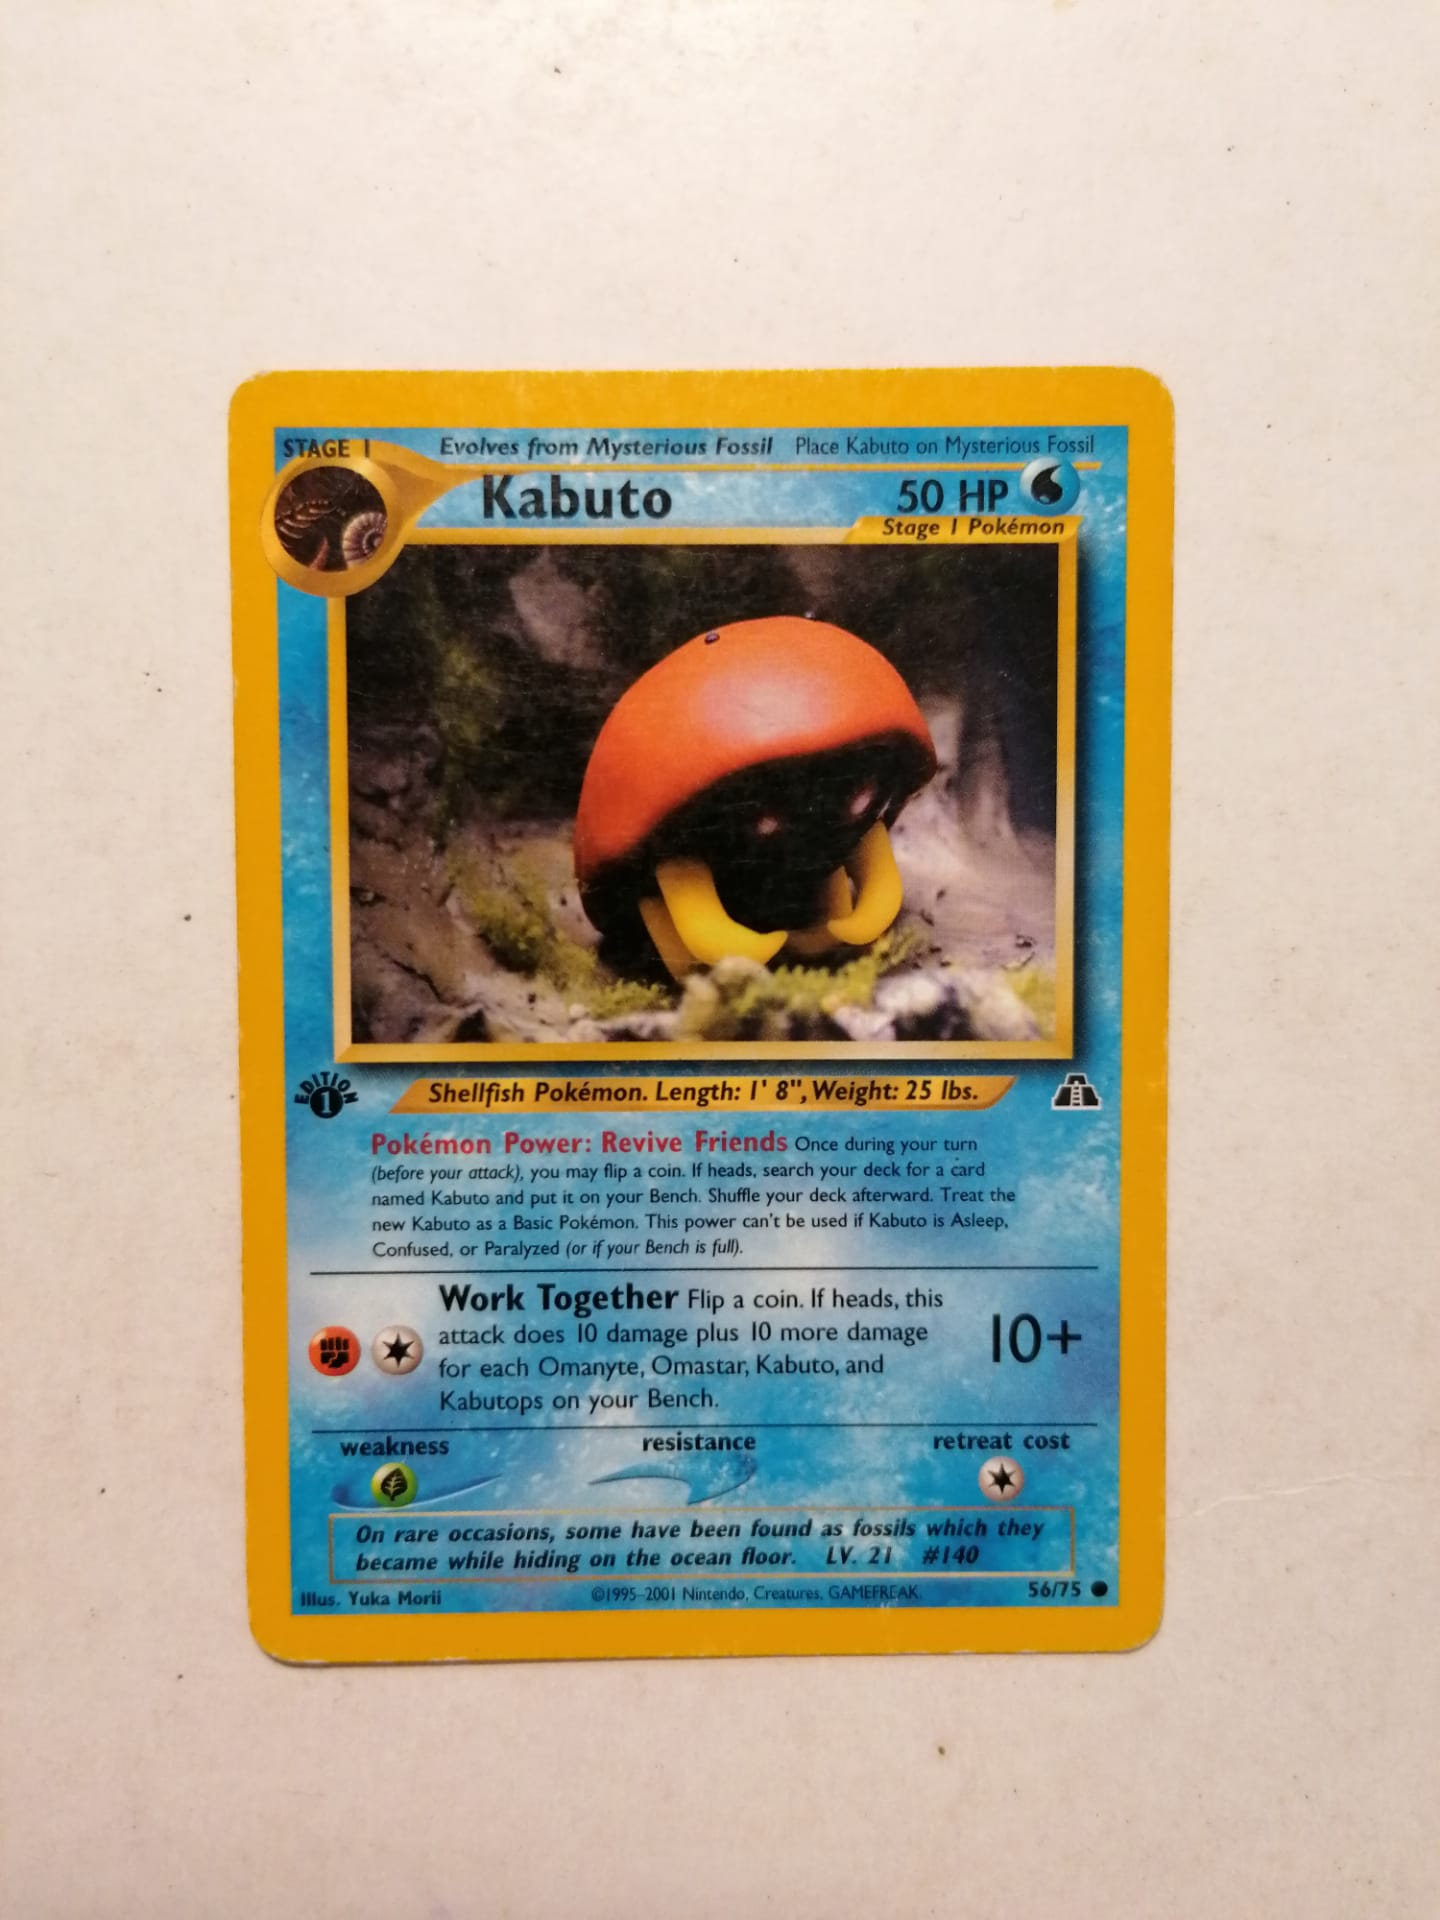 STAGE 1 Evolves from Mysterious Fossil Place Kabuto on Mysterious Fossil
Kabuto 50 HP
Stage 1 Pokémon
EDITION
1
Shellfish Pokémon. Length: 1' 8", Weight: 25 lbs.
Pokémon Power: Revive Friends Once during your turn
(before your attack), you may flip a coin. If heads, search your deck for a card
named Kabuto and put it on your Bench. Shuffle your deck afterward. Treat the
new Kabuto as a Basic Pokémon. This power can't be used if Kabuto is Asleep,
Confused, or Paralyzed (or if your Bench is full).
Work Together Flip a coin. If heads, this
attack does 10 damage plus 10 more damage
for each Omanyte, Omastar, Kabuto, and
Kabutops on your Bench.
10+
weakness resistance retreat cost
On rare occasions, some have been found as fossils which they
became while hiding on the ocean floor. LV. 21 #140
Illus. Yuka Morii ©1995-2001 Nintendo, Creatures, GAMEFREAK. 56/75